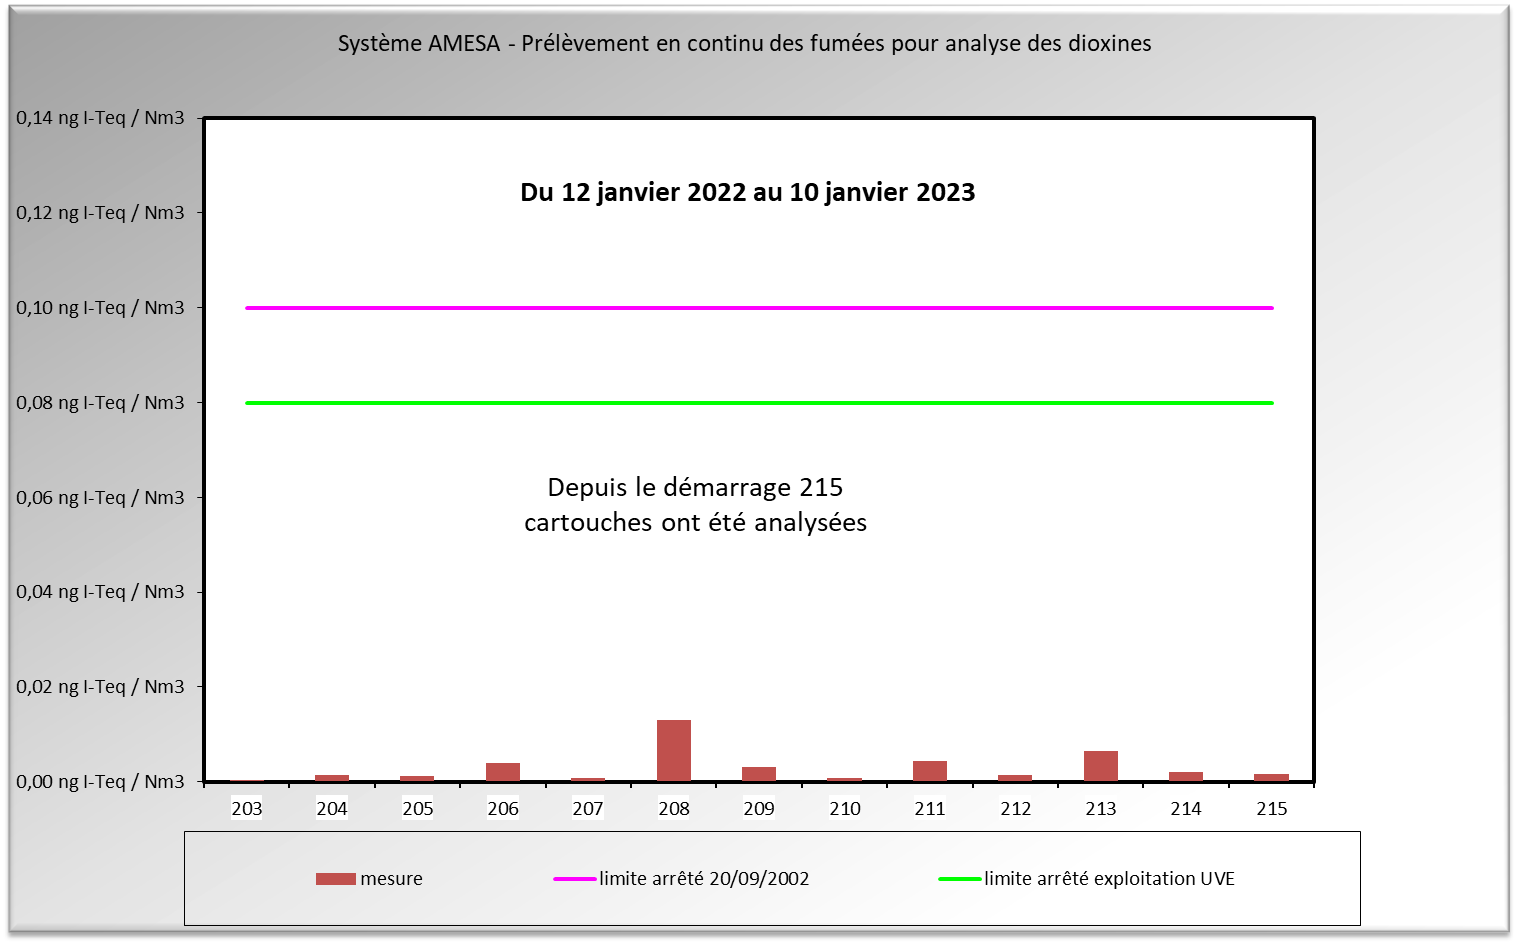 Système AMESA - Prélèvement en continu des fumées pour analyse des dioxines
0,14 ng I-Teq / Nm3
Du 12 janvier 2022 au 10 janvier 2023
0,12 ng I-Teq / Nm3
0,10 ng I-Teq / Nm3
0,08 ng I-Teq / Nm3
Depuis le démarrage 215
cartouches ont été analysées
0,06 ng I-Teq / Nm3
0,04 ng I-Teq / Nm3
0,02 ng I-Teq / Nm3
0,00 ng I-Teq / Nm3
203 204 205 206 207 208 209 210 211 212 213 214 215
mesure limite arrêté 20/09/2002 limite arrêté exploitation UVE